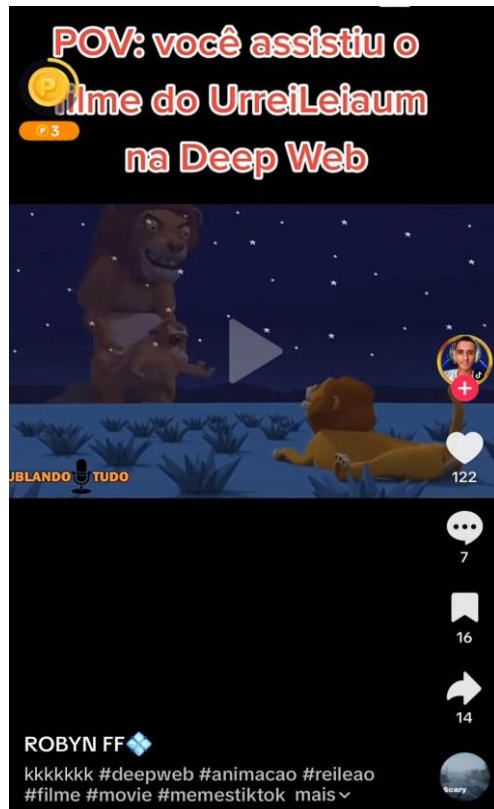 POV: você assistiu o
filme do UrreiLeiaum
na Deep Web
P
P 3
UBLANDO TUDO
122
7
16
14
ROBYN FF
kkkkkkk #deepweb #animacao #reileao
#filme #movie #memestiktok mais
Scary